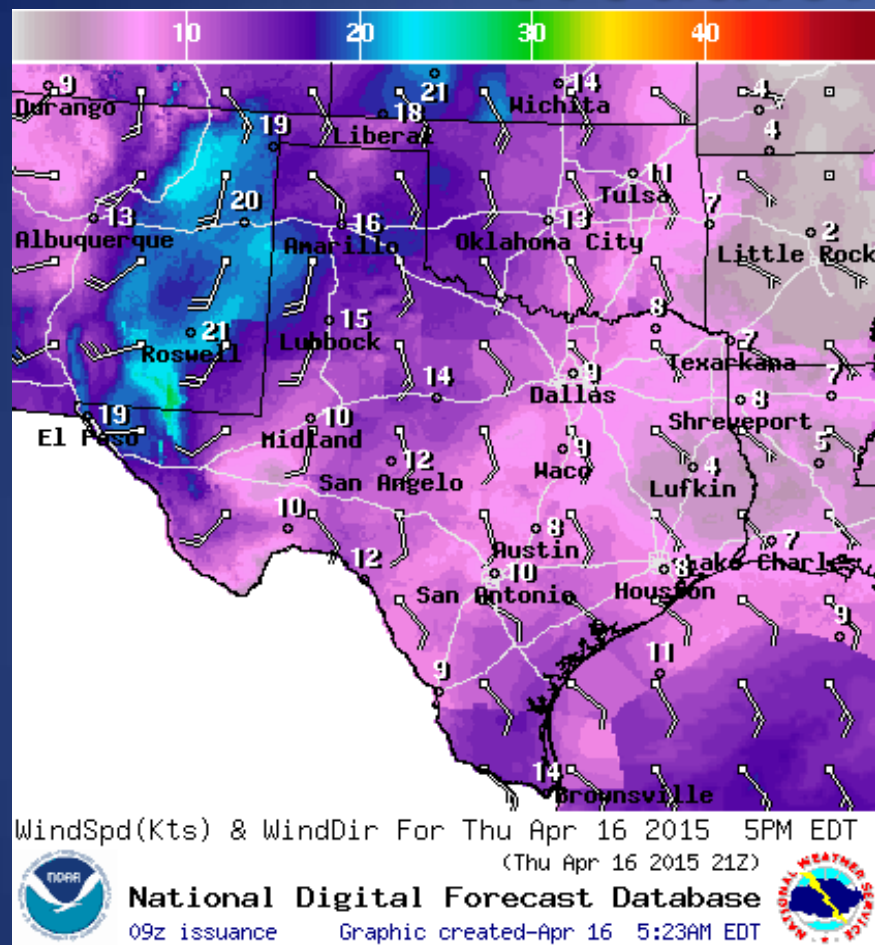 10 20 30 40
9 21 14 4
Durango Wichita
18
Liberal
19 4
11
Tulsa
13 20 16 13 7 2
Albuquerque Amarillo Oklahoma City Little Rock
21 15 8 7
Roswell Lubbock Texarkana
14 9 7
Dallas
8
19 10 Shreveport
El Paso Midland
12 9 4 5
San Angelo Waco Lufkin
10 8 7
Austin Lake Charles
12 10 8
San Antonio Houston
9
11
9
14
Brownsville
WindSpd(Kts) & WindDir For Thu Apr 16 2015 5PM EDT
(Thu Apr 16 2015 21Z)
NOAA
NATIONAL WEATHER SERVICE
National Digital Forecast Database
09z issuance Graphic created-Apr 16 5:23AM EDT